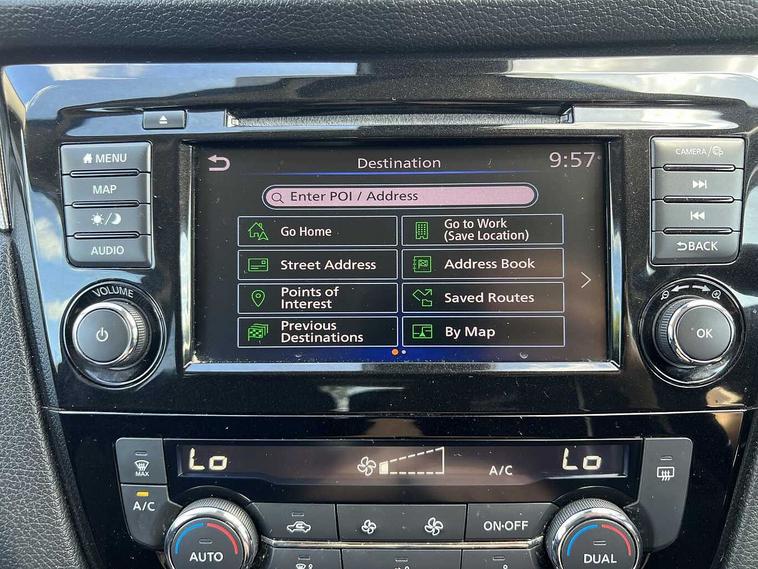 MENU
MAP
AUDIO
VOLUME
Destination
9:57
Enter POI / Address
Go Home
Go to Work
(Save Location)
Street Address
Address Book
Points of
Interest
Saved Routes
Previous
Destinations
By Map
CAMERA/
BACK
OK
MAX
A/C
Lo
A/C
Lo
ON·OFF
AUTO
DUAL